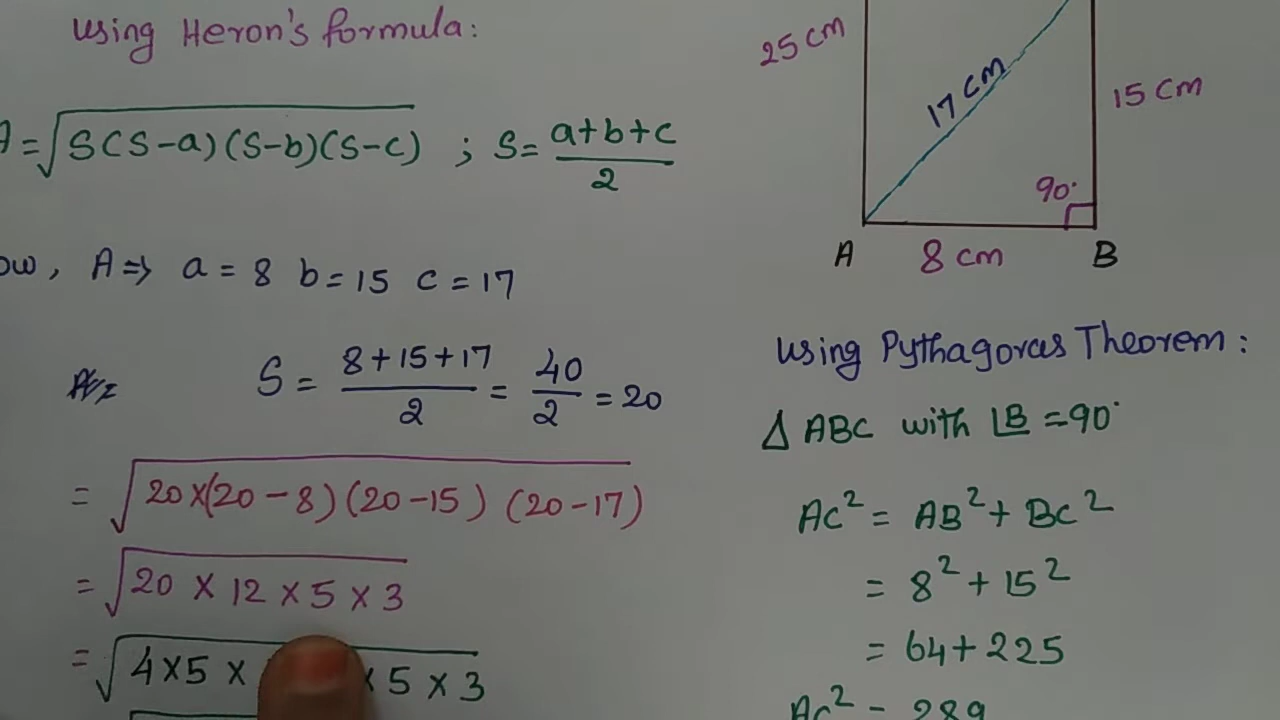 Using Heron's formula:
A = √S(S-a)(S-b)(S-c) ; S = a+b+c / 2
ow, A ⇒ a = 8 b = 15 c = 17
S = 8+15+17 / 2 = 40 / 2 = 20
= √20×(20-8)(20-15)(20-17)
= √20 × 12 × 5 × 3
= √4×5× × 5 × 3
25 cm
17 cm
15 cm
90°
A 8 cm B
Using Pythagoras Theorem:
Δ ABC with ∠B = 90°
AC² = AB² + BC²
= 8² + 15²
= 64 + 225
AC² = 289